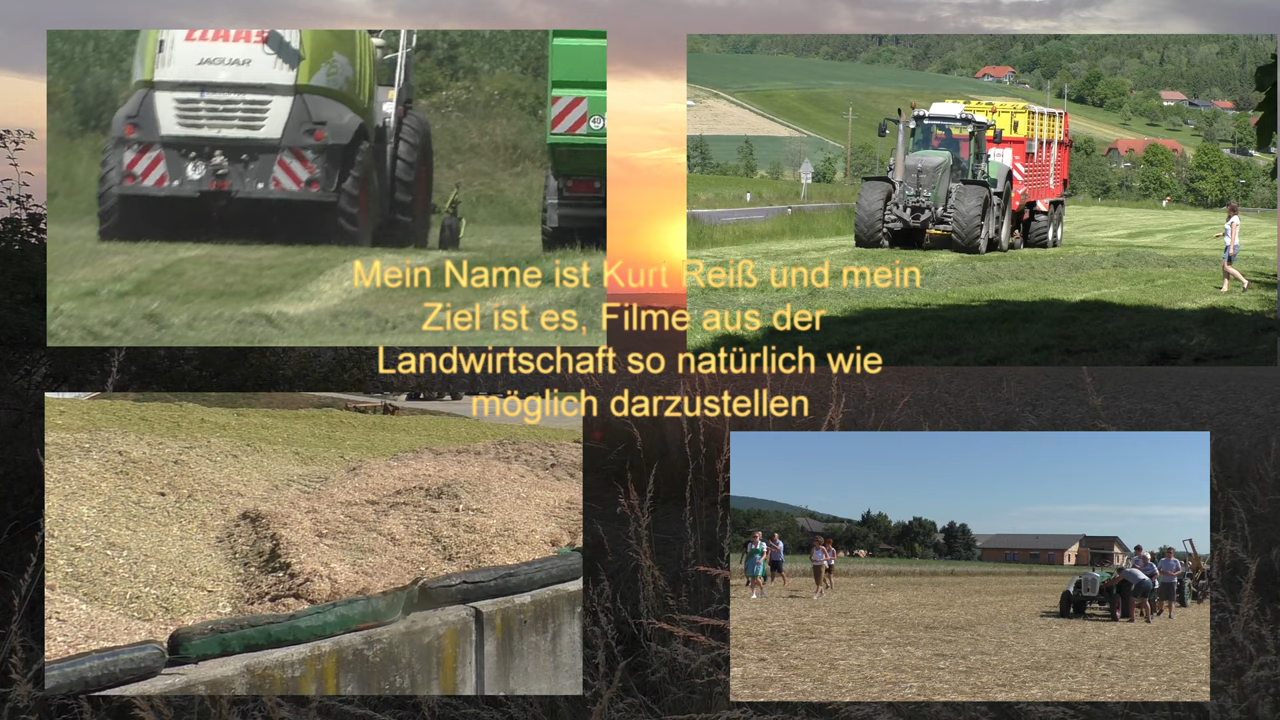 CLAAS
JAGUAR
40
Mein Name ist Kurt Reiß und mein
Ziel ist es, Filme aus der
Landwirtschaft so natürlich wie
möglich darzustellen